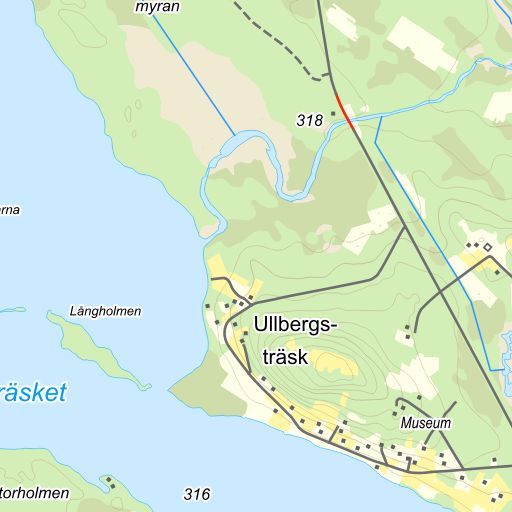 myran
318
erna
Långholmen
Ullbergs-
träsk
räsket
Museum
torholmen
316